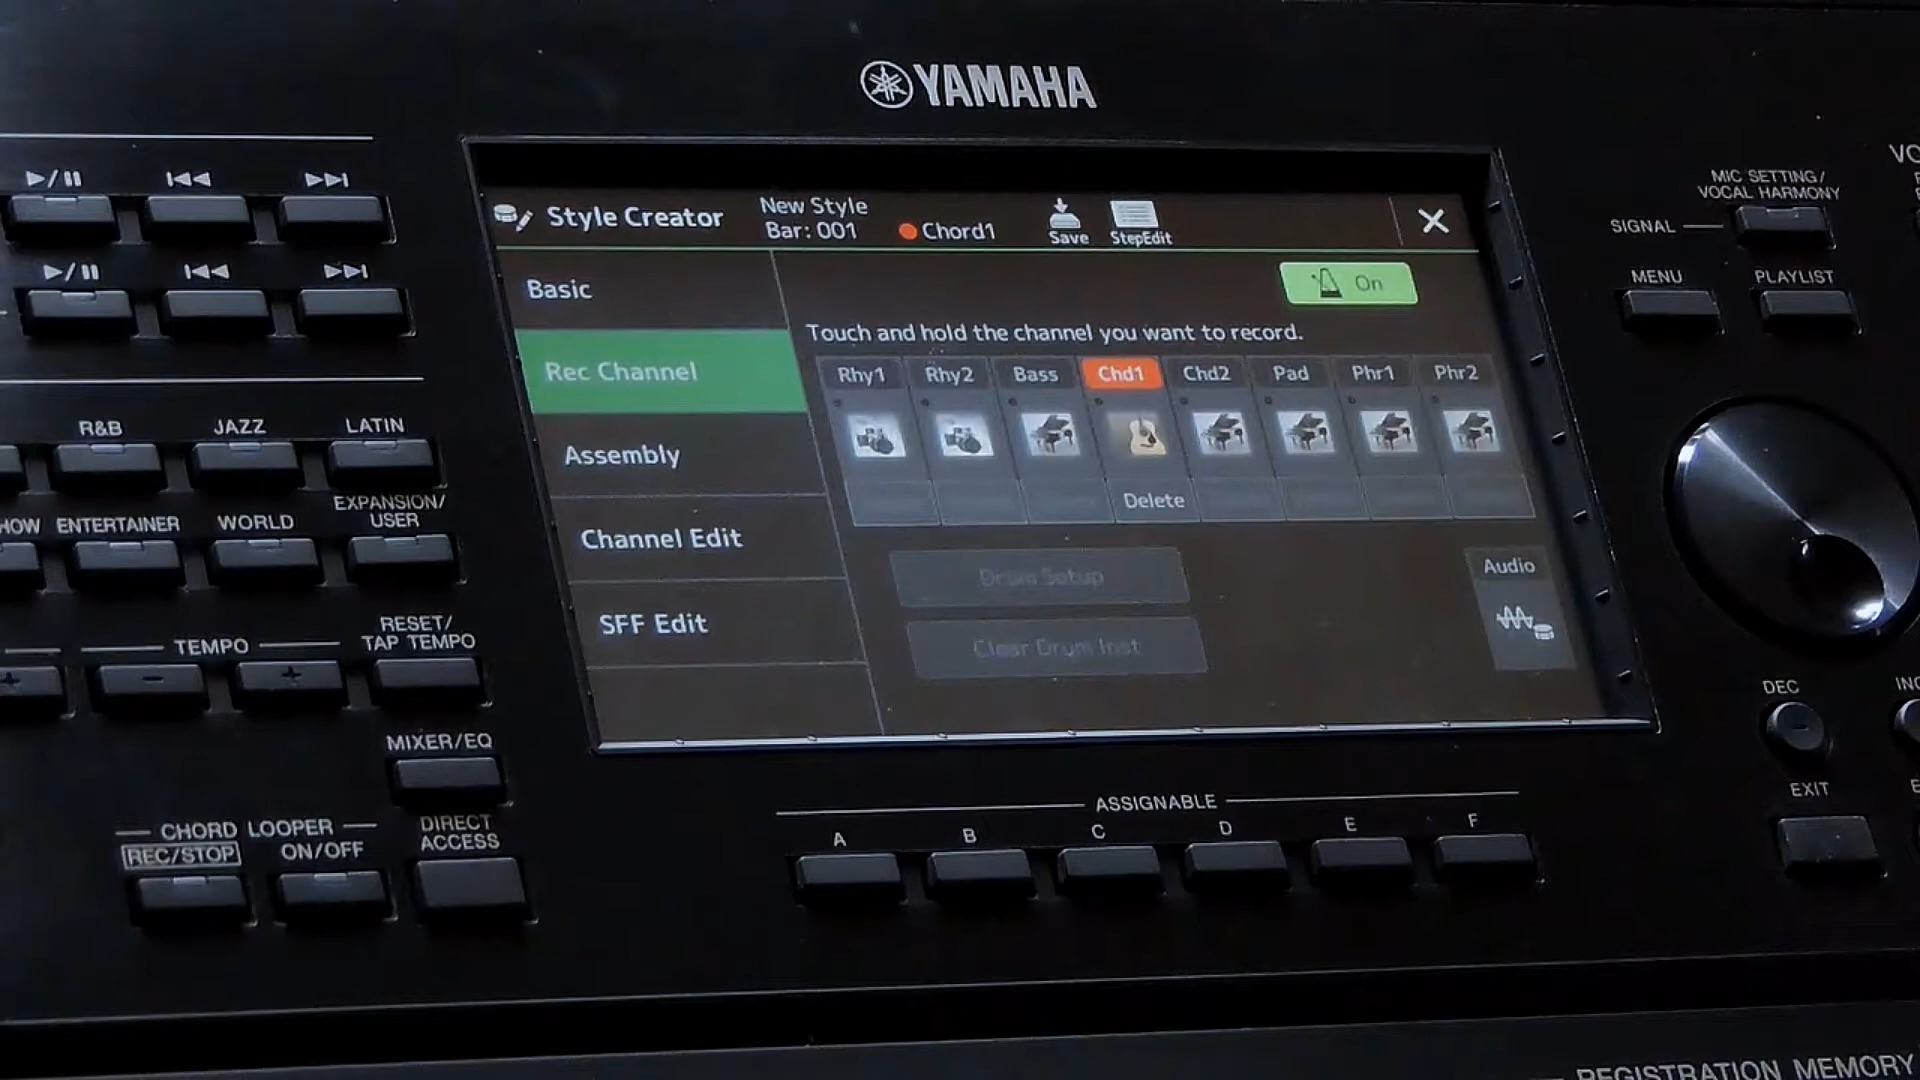 YAMAHA
Style Creator
New Style
Bar: 001
Chord1
Save
StepEdit
Basic
Rec Channel
Assembly
Channel Edit
SFF Edit
On
Touch and hold the channel you want to record.
Rhy1 Rhy2 Bass Chd1 Chd2 Pad Phr1 Phr2
Delete
Drum Setup
Clear Drum Inst
Audio
R&B JAZZ LATIN
ENTERTAINER WORLD EXPANSION/
USER
TEMPO
- +
RESET/
TAP TEMPO
MIXER/EQ
CHORD LOOPER
REC/STOP ON/OFF
DIRECT
ACCESS
ASSIGNABLE
A B C D E F
MIC SETTING/
VOCAL HARMONY
SIGNAL
MENU PLAYLIST
DEC
EXIT
REGISTRATION MEMORY